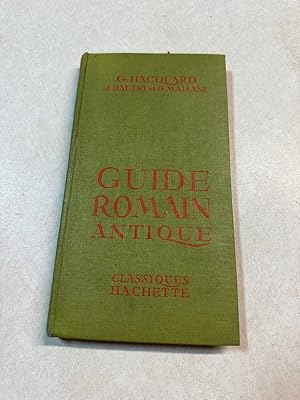 G. HACQUARD
J. DAUTRY ET O. MAISANI
GUIDE
ROMAIN
ANTIQUE
CLASSIQUES
HACHETTE